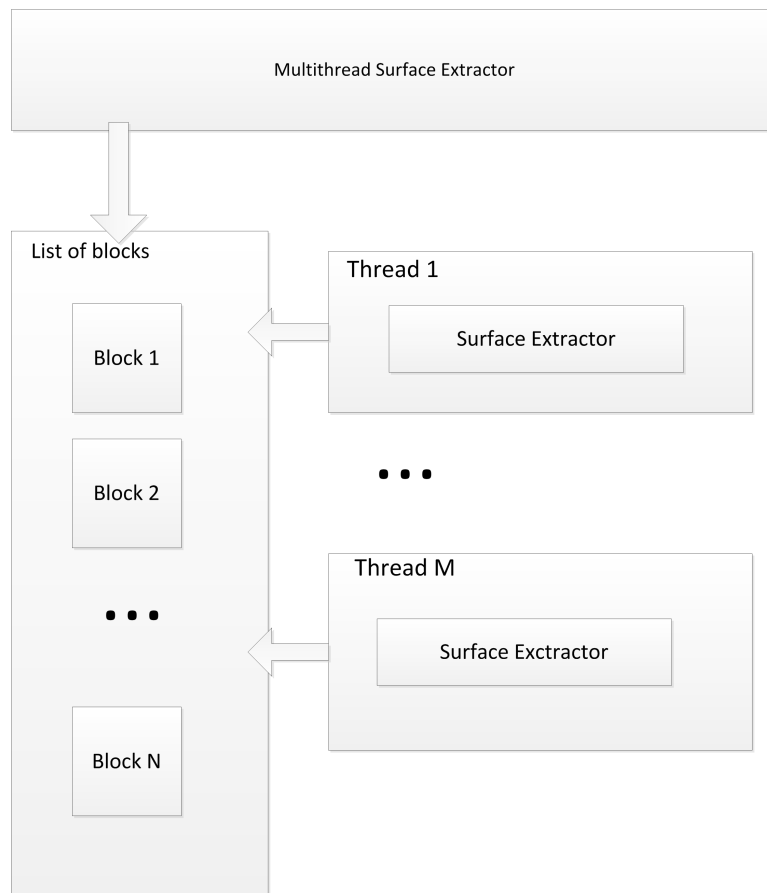 Multithread Surface Extractor
List of blocks
Block 1
Block 2
...
Block N
Thread 1
Surface Extractor
...
Thread M
Surface Exctractor